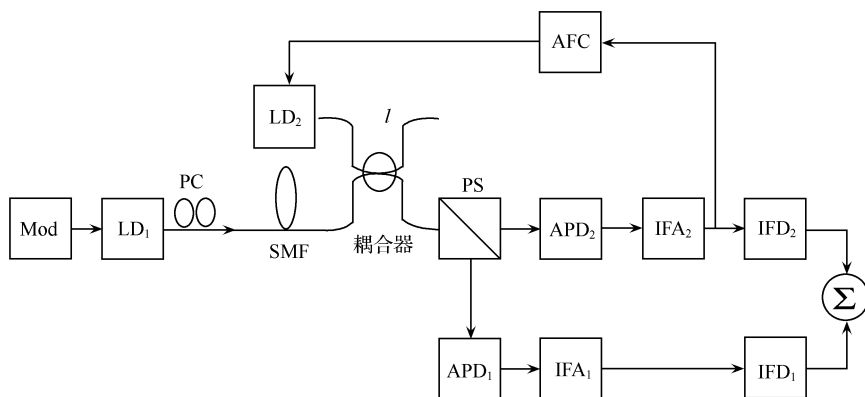 AFC
LD₂
l
PC
PS
Mod
LD₁
SMF
耦合器
APD₂
IFA₂
IFD₂
Σ
APD₁
IFA₁
IFD₁